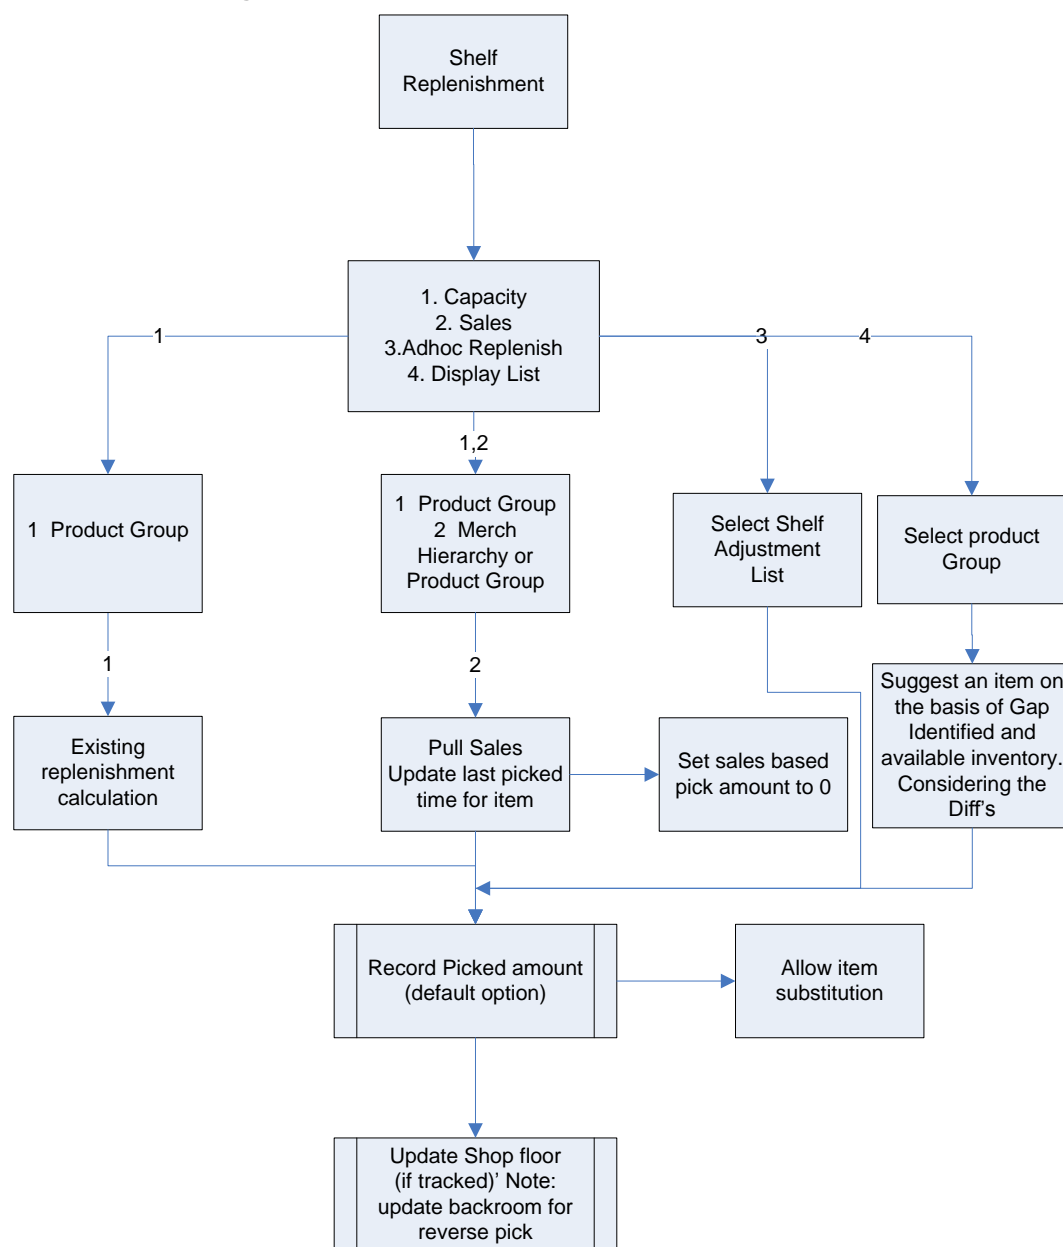 Shelf
Replenishment
1. Capacity
2. Sales
3.Adhoc Replenish
4. Display List
1
3
4
1,2
1  Product Group
1  Product Group
2  Merch
Hierarchy or
Product Group
Select Shelf
Adjustment
List
Select product
Group
1
2
Existing
replenishment
calculation
Pull Sales
Update last picked
time for item
Set sales based
pick amount to 0
Suggest an item on
the basis of Gap
Identified and
available inventory.
Considering the
Diff's
Record Picked amount
(default option)
Allow item
substitution
Update Shop floor
(if tracked)’ Note:
update backroom for
reverse pick